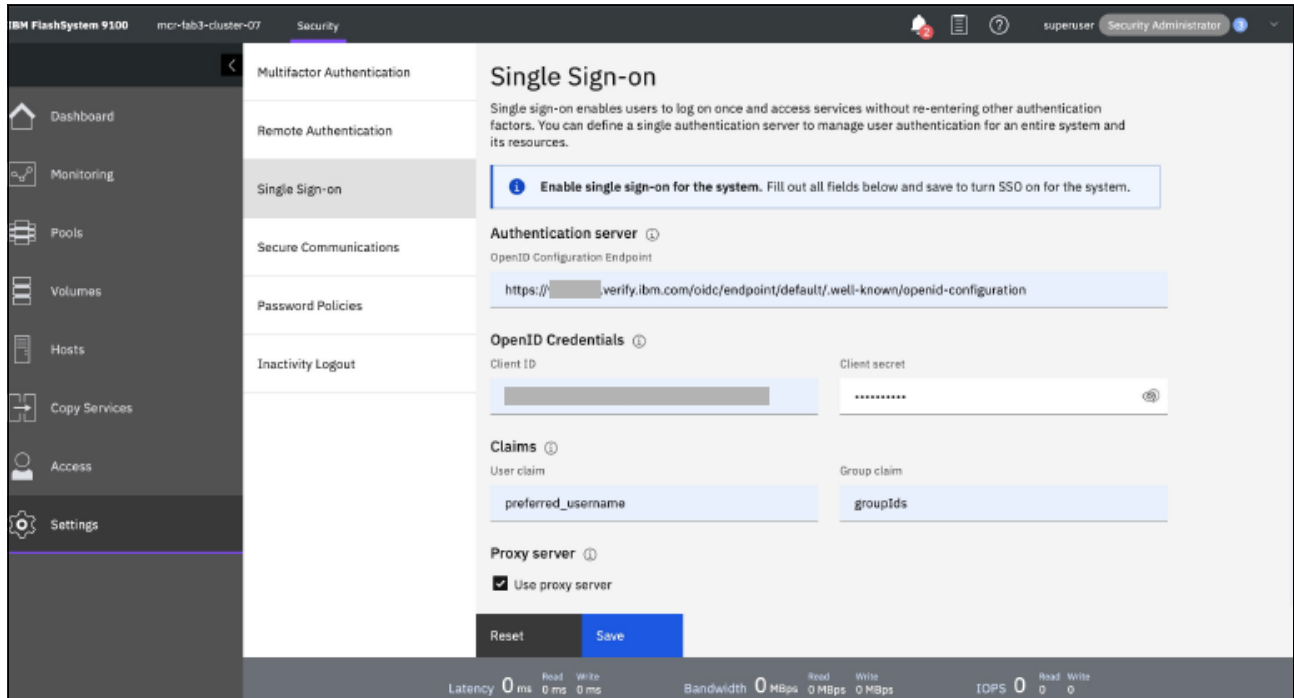 IBM FlashSystem 9100 mcr-fab3-cluster-07 Security 2 superuser Security Administrator 3
Dashboard
Monitoring
Pools
Volumes
Hosts
Copy Services
Access
Settings
Multifactor Authentication
Remote Authentication
Single Sign-on
Secure Communications
Password Policies
Inactivity Logout
Single Sign-on
Single sign-on enables users to log on once and access services without re-entering other authentication
factors. You can define a single authentication server to manage user authentication for an entire system and
its resources.
Enable single sign-on for the system. Fill out all fields below and save to turn SSO on for the system.
Authentication server
OpenID Configuration Endpoint
https:// .verify.ibm.com/oidc/endpoint/default/.well-known/openid-configuration
OpenID Credentials
Client ID Client secret
••••••••••
Claims
User claim Group claim
preferred_username groupIds
Proxy server
Use proxy server
Reset Save
Latency 0 ms Read 0 ms Write 0 ms Bandwidth 0 MBps Read 0 MBps Write 0 MBps IOPS 0 Read 0 Write 0